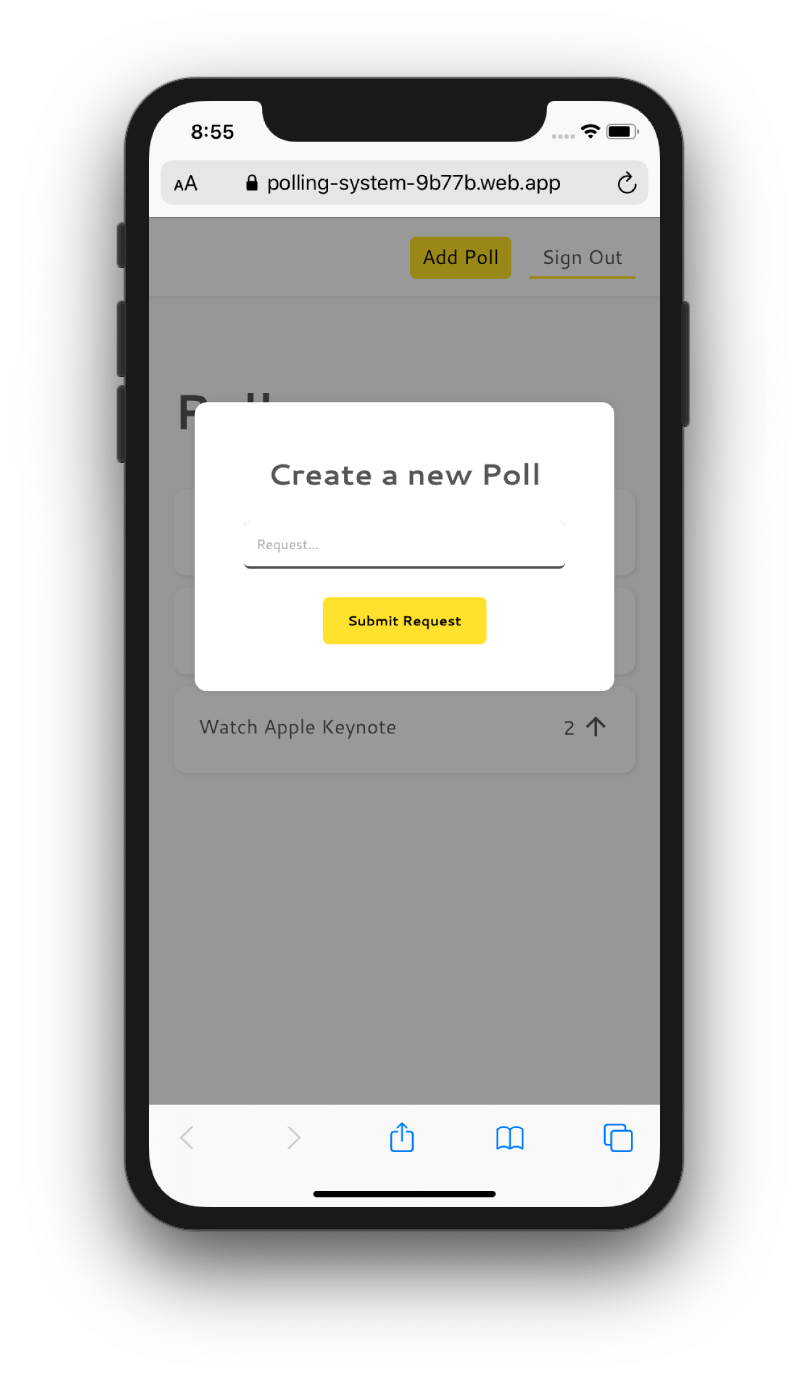 8:55
AA polling-system-9b77b.web.app
Add Poll Sign Out
Create a new Poll
Request...
Submit Request
Watch Apple Keynote 2